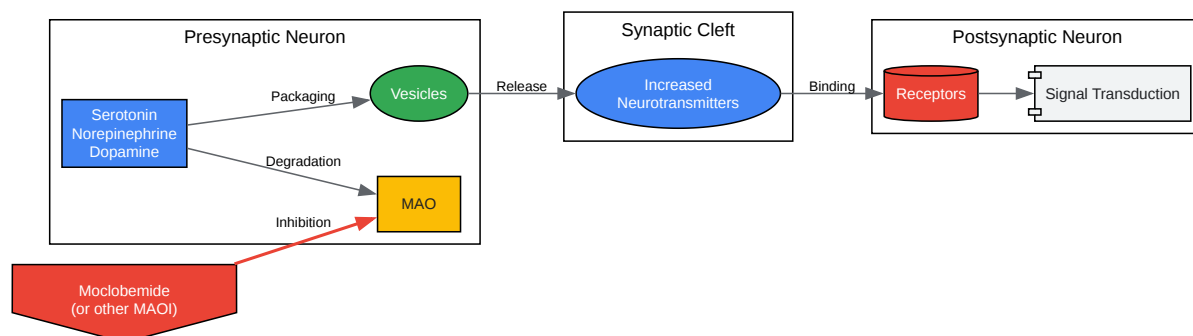 Presynaptic Neuron
Serotonin
Norepinephrine
Dopamine
Packaging
Degradation
Inhibition
Vesicles
MAO
Moclobemide
(or other MAOI)
Release
Synaptic Cleft
Increased
Neurotransmitters
Binding
Postsynaptic Neuron
Receptors
Signal Transduction